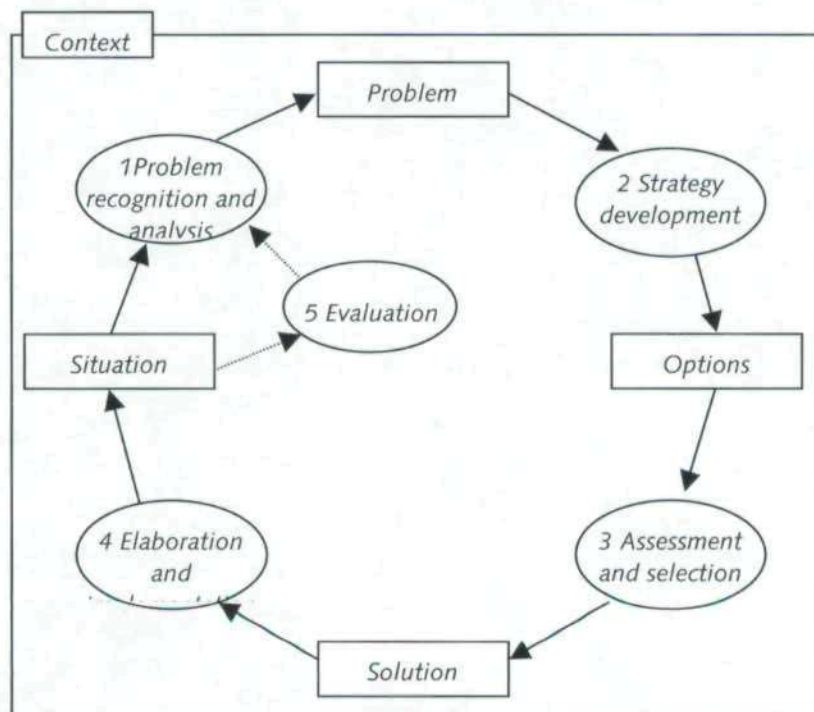 Context
Problem
1Problem
recognition and
analysis
2 Strategy
development
5 Evaluation
Situation
Options
4 Elaboration
and
3 Assessment
and selection
Solution